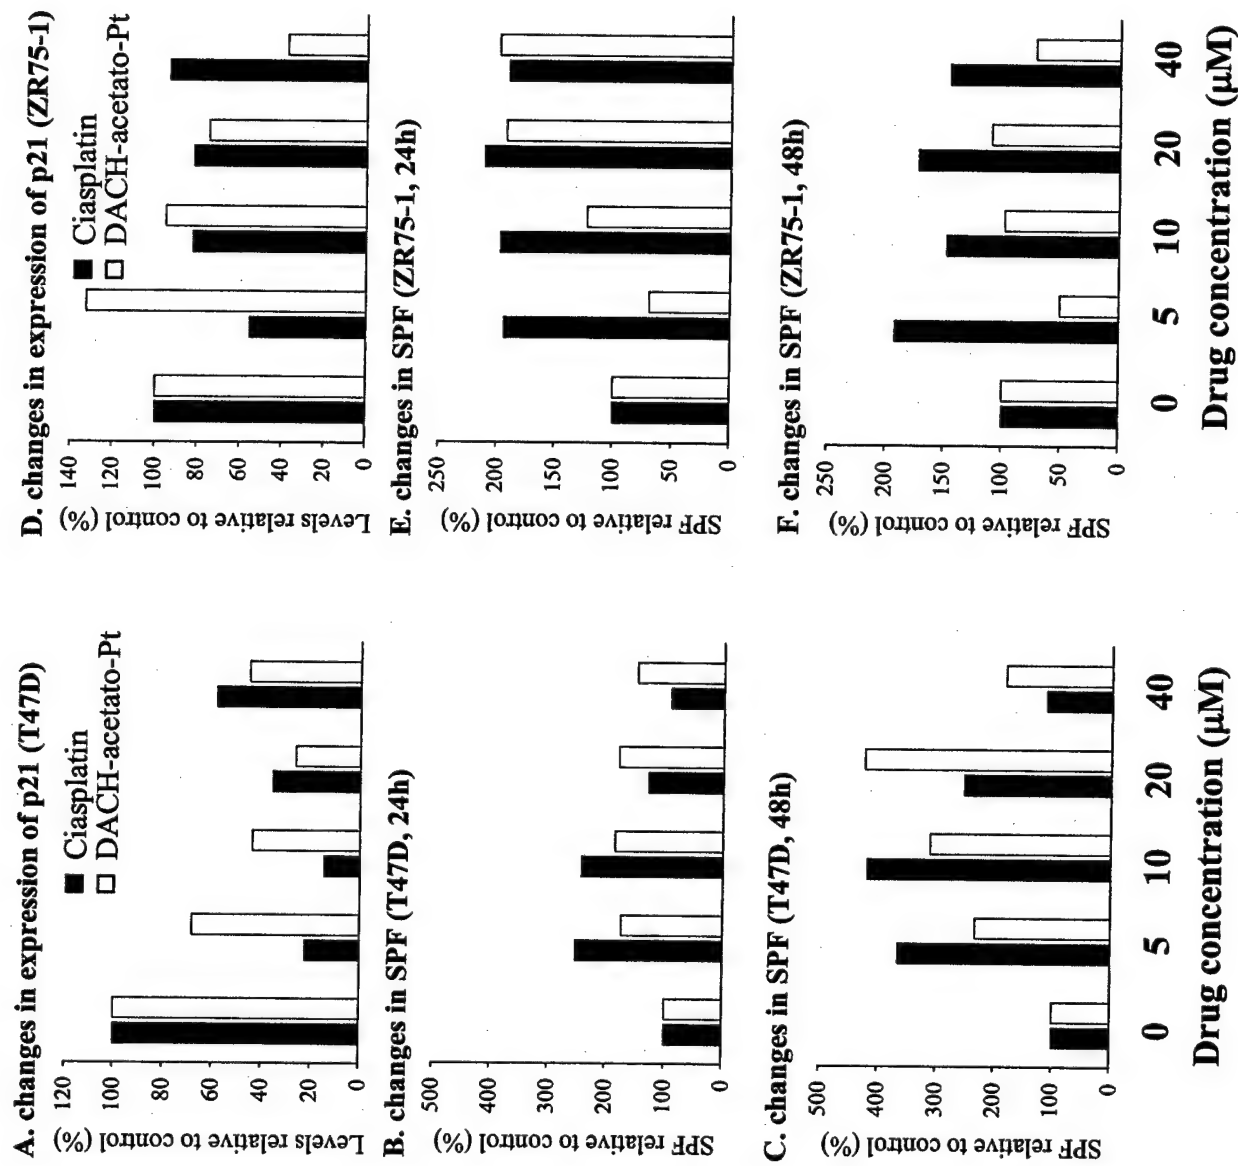 A. changes in expression of p21 (T47D)
Levels relative to control (%)
120
100
80
60
40
20
0
Ciasplatin
DACH-acetato-Pt
B. changes in SPF (T47D, 24h)
SPF relative to control (%)
500
400
300
200
100
0
C. changes in SPF (T47D, 48h)
SPF relative to control (%)
500
400
300
200
100
0
0 5 10 20 40
Drug concentration (µM)
D. changes in expression of p21 (ZR75-1)
Levels relative to control (%)
140
120
100
80
60
40
20
0
Ciasplatin
DACH-acetato-Pt
E. changes in SPF (ZR75-1, 24h)
SPF relative to control (%)
250
200
150
100
50
0
F. changes in SPF (ZR75-1, 48h)
SPF relative to control (%)
250
200
150
100
50
0
0 5 10 20 40
Drug concentration (µM)